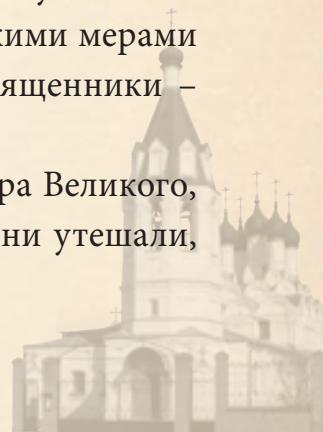 кими мерами
ященники –
ра Великого,
ни утешали,